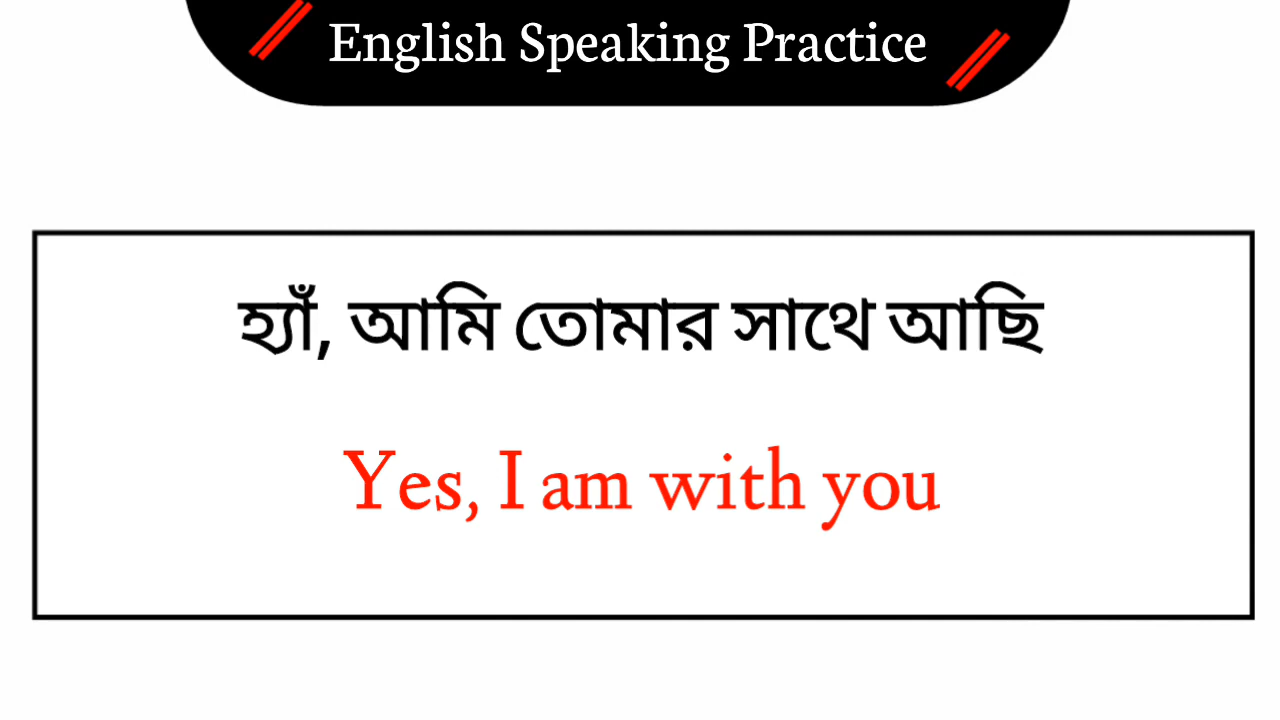 English Speaking Practice
হ্যাঁ, আমি তোমার সাথে আছি
Yes, I am with you